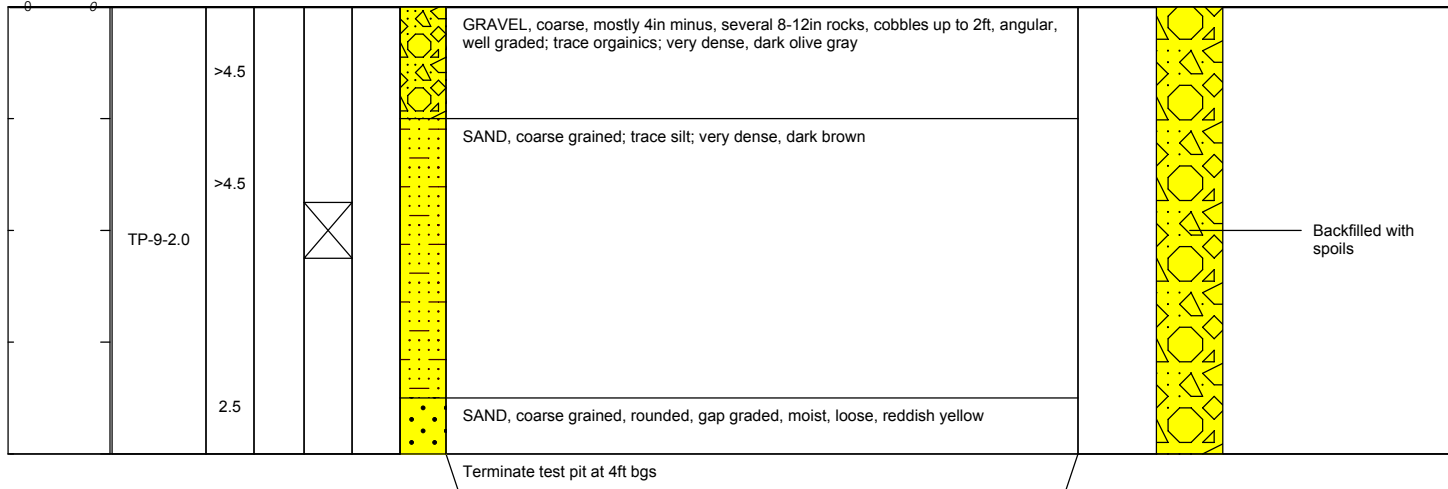 0 0
GRAVEL, coarse, mostly 4in minus, several 8-12in rocks, cobbles up to 2ft, angular,
well graded; trace orgainics; very dense, dark olive gray
>4.5
SAND, coarse grained; trace silt; very dense, dark brown
>4.5
TP-9-2.0
Backfilled with
spoils
2.5
SAND, coarse grained, rounded, gap graded, moist, loose, reddish yellow
Terminate test pit at 4ft bgs